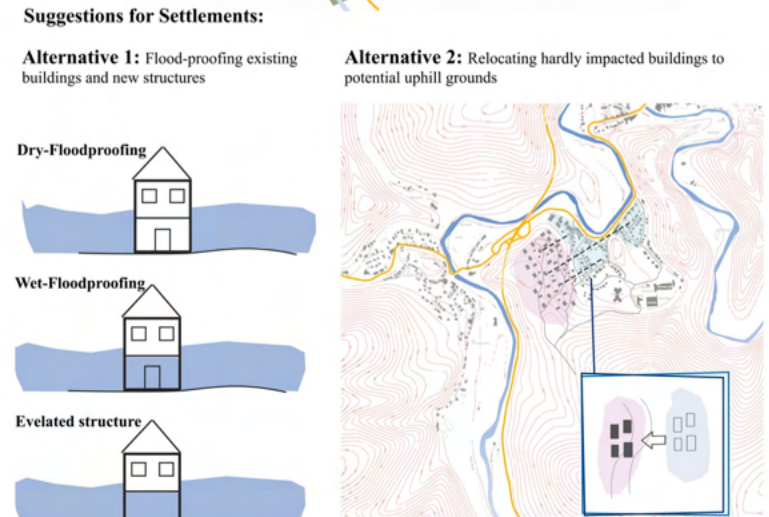 Suggestions for Settlements:
Alternative 1: Flood-proofing existing
buildings and new structures
Alternative 2: Relocating hardly impacted buildings to
potential uphill grounds
Dry-Floodproofing
Wet-Floodproofing
Evelated structure